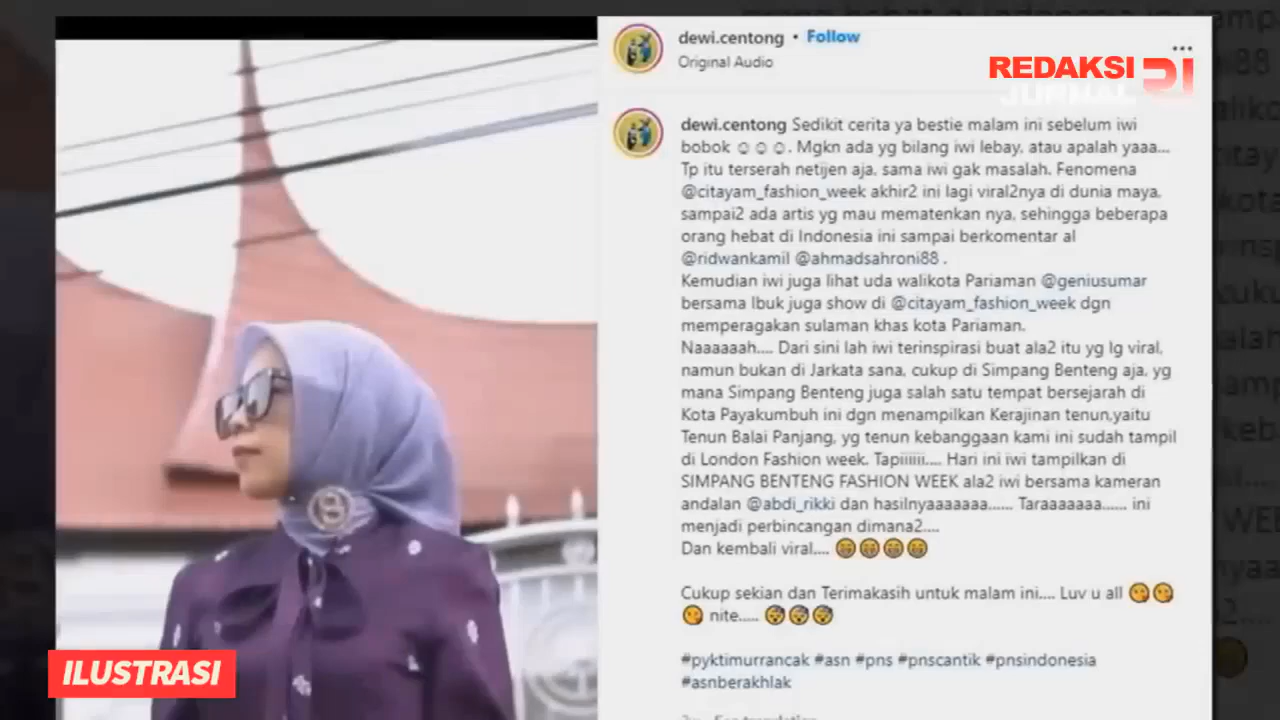 dewi.centong • Follow
Original Audio
...
REDAKSI
JURNAL
dewi.centong Sedikit cerita ya bestie malam ini sebelum iwi
bobok ☺☺☺. Mgkn ada yg bilang iwi lebay, atau apalah yaaa...
Tp itu terserah netijen aja, sama iwi gak masalah. Fenomena
@citayam_fashion_week akhir2 ini lagi viral2nya di dunia maya,
sampai2 ada artis yg mau mematenkan nya, sehingga beberapa
orang hebat di Indonesia ini sampai berkomentar al
@ridwankamil @ahmadsahroni88 .
Kemudian iwi juga lihat uda walikota Pariaman @geniusumar
bersama Ibuk juga show di @citayam_fashion_week dgn
memperagakan sulaman khas kota Pariaman.
Naaaaaah.... Dari sini lah iwi terinspirasi buat ala2 itu yg lg viral,
namun bukan di Jarkata sana, cukup di Simpang Benteng aja, yg
mana Simpang Benteng juga salah satu tempat bersejarah di
Kota Payakumbuh ini dgn menampilkan Kerajinan tenun,yaitu
Tenun Balai Panjang, yg tenun kebanggaan kami ini sudah tampil
di London Fashion week. Tapiiiiii.... Hari ini iwi tampilkan di
SIMPANG BENTENG FASHION WEEK ala2 iwi bersama kameran
andalan @abdi_rikki dan hasilnyaaaaaaa...... Taraaaaaaa...... ini
menjadi perbincangan dimana2....
Dan kembali viral.... 😁😁😁😁
Cukup sekian dan Terimakasih untuk malam ini.... Luv u all 😘😘
😘 nite..... 😴😴😴
#pyktimurrancak #asn #pns #pnscantik #pnsindonesia
#asnberakhlak
ILUSTRASI